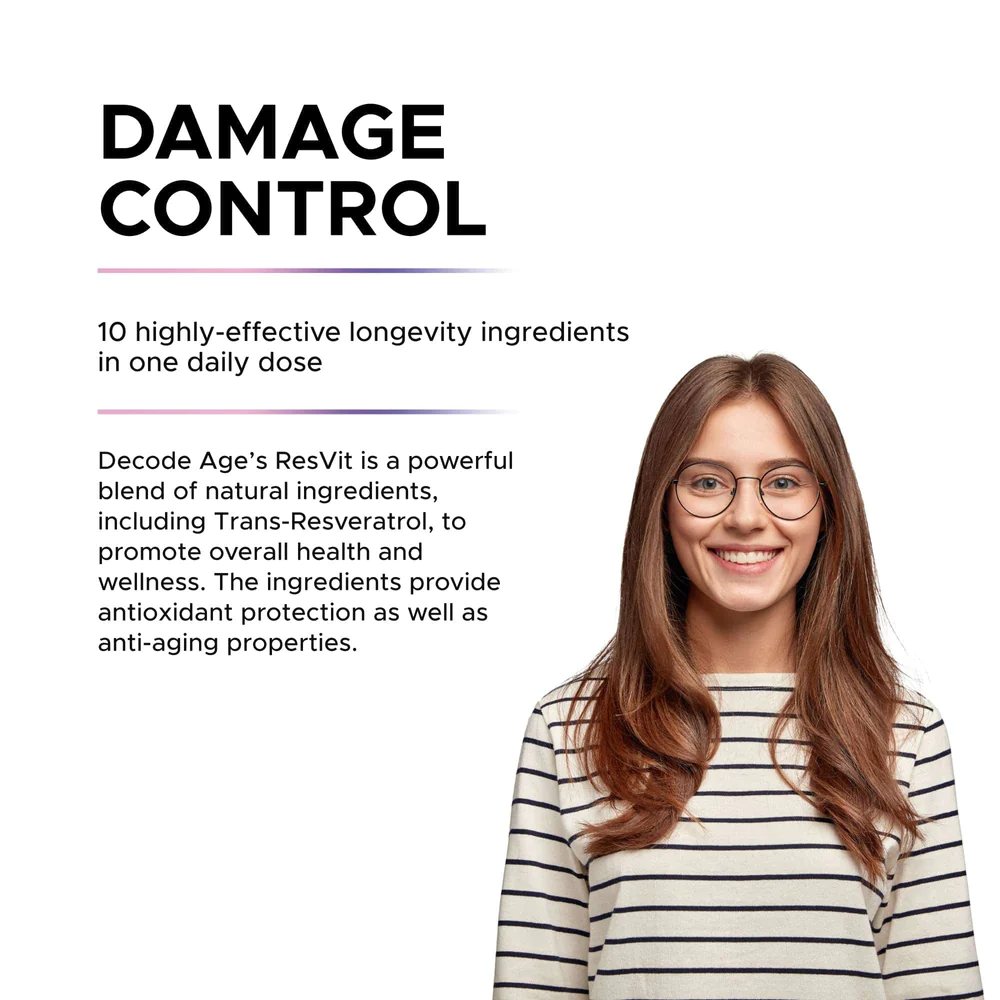 DAMAGE
CONTROL
10 highly-effective longevity ingredients
in one daily dose
Decode Age’s ResVit is a powerful
blend of natural ingredients,
including Trans-Resveratrol, to
promote overall health and
wellness. The ingredients provide
antioxidant protection as well as
anti-aging properties.